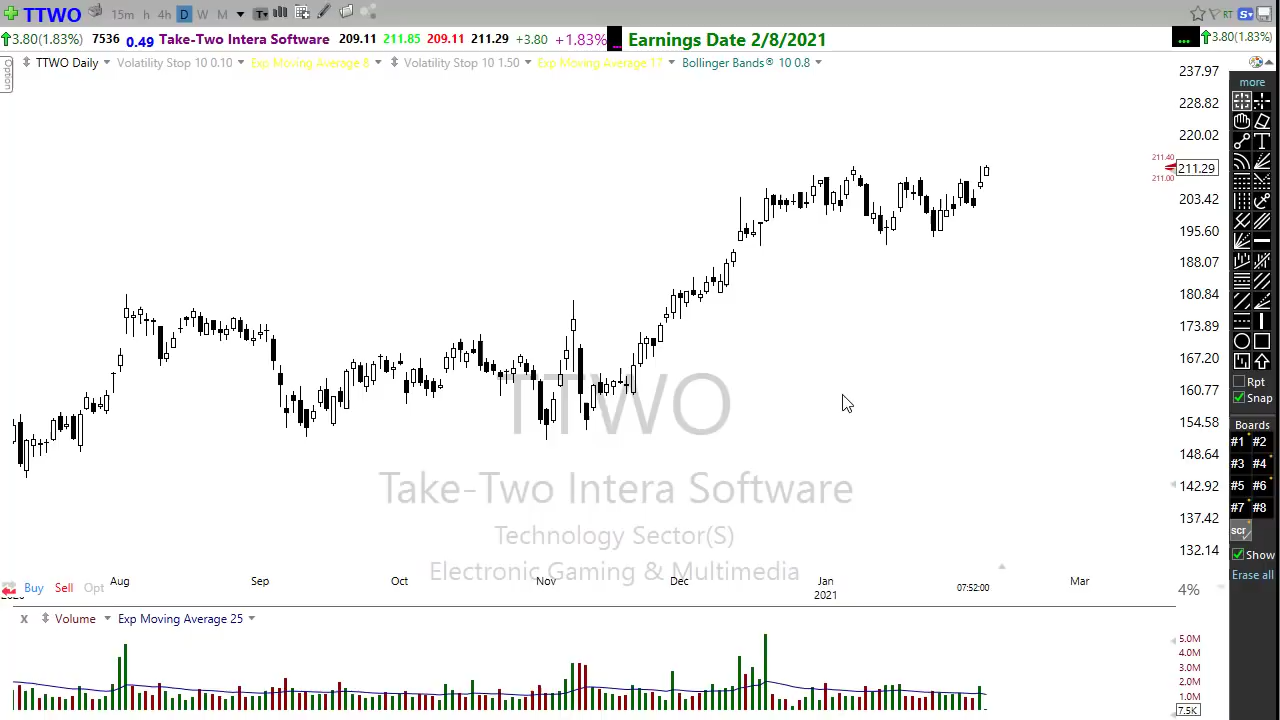 TTWO 15m h 4h D W M T RT S
3.80(1.83%) 7536 0.49 Take-Two Intera Software 209.11 211.85 209.11 211.29 +3.80 +1.83% ... Earnings Date 2/8/2021 ... 3.80(1.83%)
Option
TTWO Daily Volatility Stop 10 0.10 Exp Moving Average 8 Volatility Stop 10 1.50 Exp Moving Average 17 Bollinger Bands® 10 0.8
237.97
228.82
220.02
211.40
211.29
211.00
203.42
195.60
188.07
180.84
173.89
167.20
160.77
154.58
148.64
142.92
137.42
132.14
4%
more
T
Rpt
Snap
Boards
#1 #2
#3 #4
#5 #6
#7 #8
scr
Show
Erase all
TTWO
Take-Two Intera Software
Technology Sector(S)
Electronic Gaming & Multimedia
Aug Sep Oct Nov Dec Jan Mar
2021
07:52:00
Buy Sell Opt
X Volume Exp Moving Average 25
5.0M
4.0M
3.0M
2.0M
1.0M
7.5K